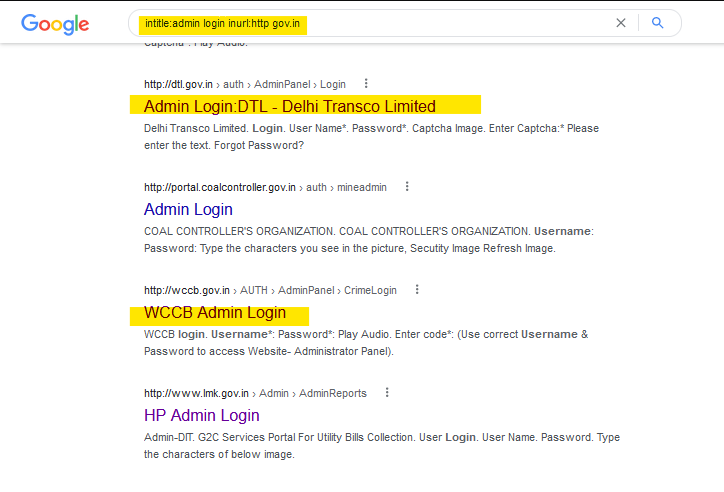 Google
intitle:admin login inurl:http gov.in
Captcha*. Play Audio.
http://dtl.gov.in › auth › AdminPanel › Login
Admin Login:DTL - Delhi Transco Limited
Delhi Transco Limited. Login. User Name*. Password*. Captcha Image. Enter Captcha:* Please
enter the text. Forgot Password?
http://portal.coalcontroller.gov.in › auth › mineadmin
Admin Login
COAL CONTROLLER'S ORGANIZATION. COAL CONTROLLER'S ORGANIZATION. Username:
Password: Type the characters you see in the picture, Secutity Image Refresh Image.
http://wccb.gov.in › AUTH › AdminPanel › CrimeLogin
WCCB Admin Login
WCCB login. Username*: Password*: Play Audio. Enter code*: (Use correct Username &
Password to access Website- Administrator Panel).
http://www.lmk.gov.in › Admin › AdminReports
HP Admin Login
Admin-DIT. G2C Services Portal For Utility Bills Collection. User Login. User Name. Password. Type
the characters of below image.